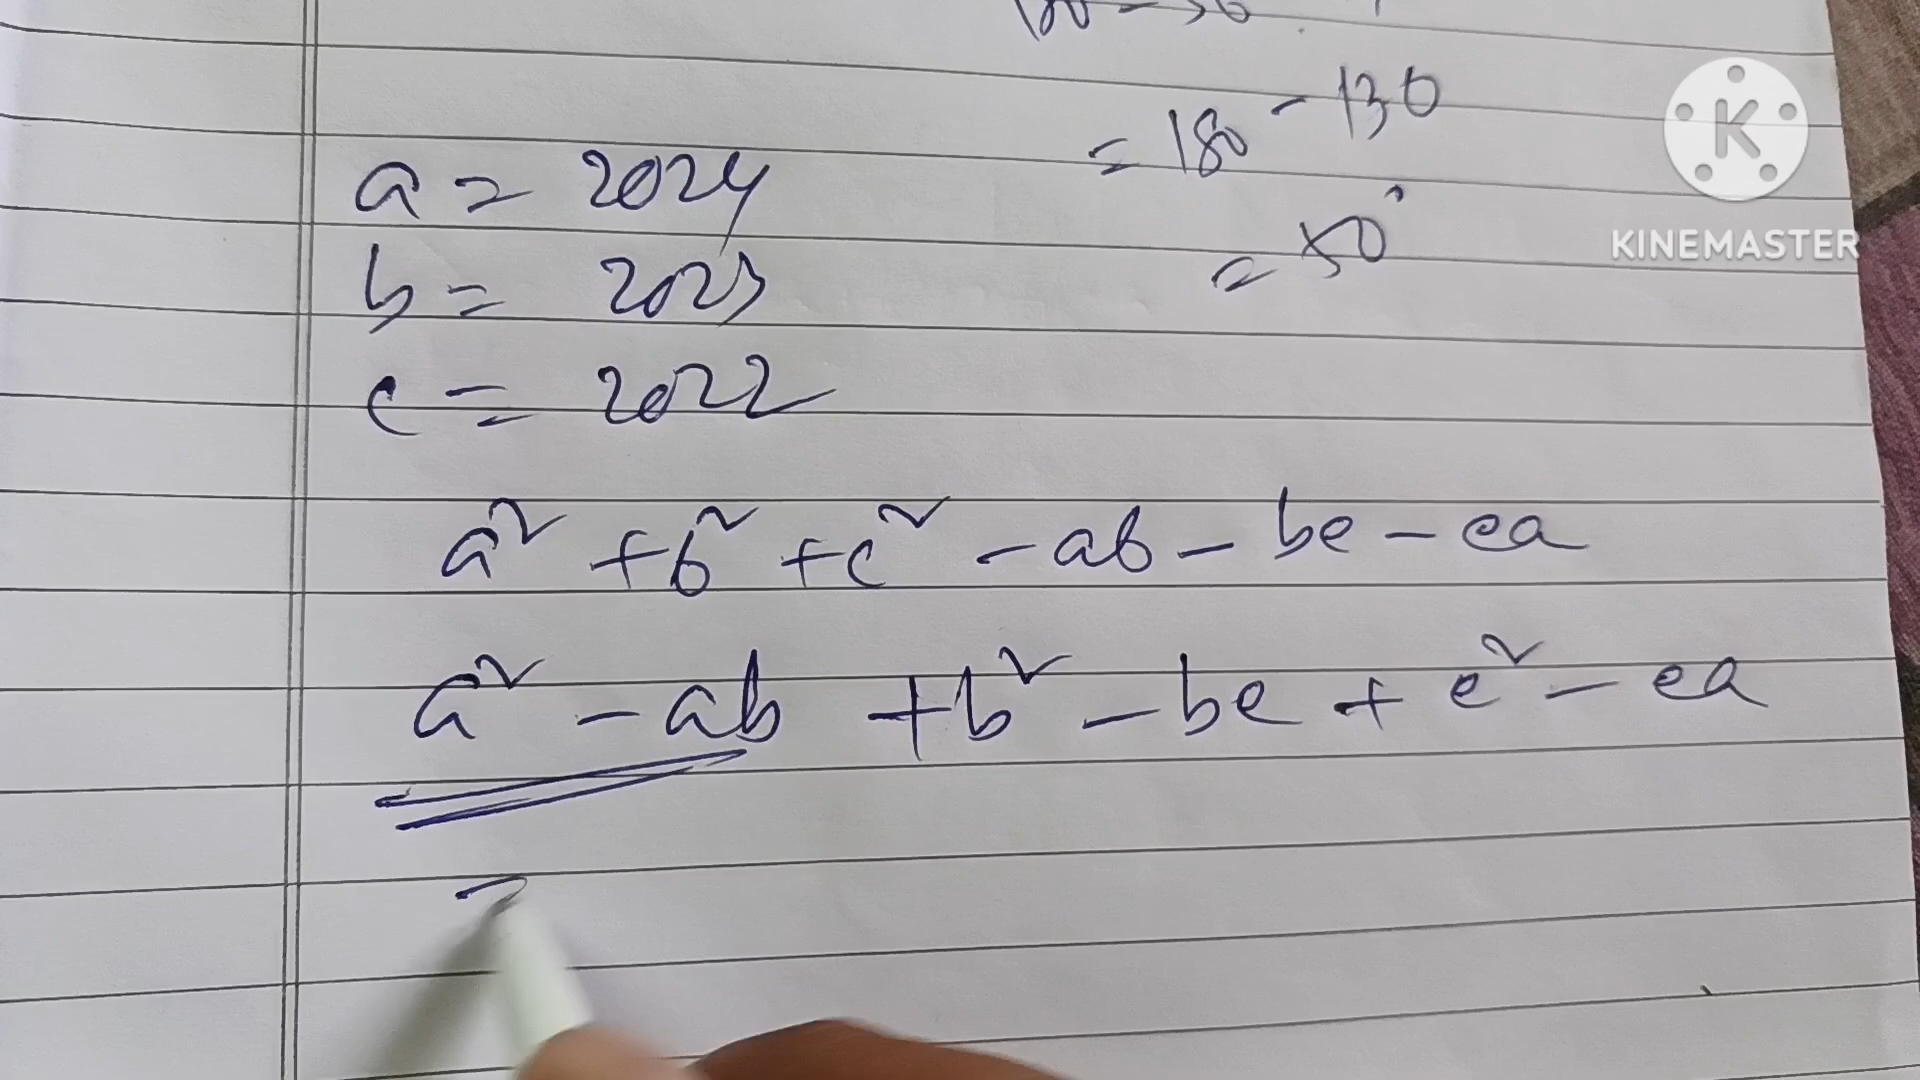 = 180 - 130
= 50°
a = 2024
b = 2023
c = 2022
a² + b² + c² - ab - bc - ca
a² - ab + b² - bc + c² - ca
=
K
KINEMASTER